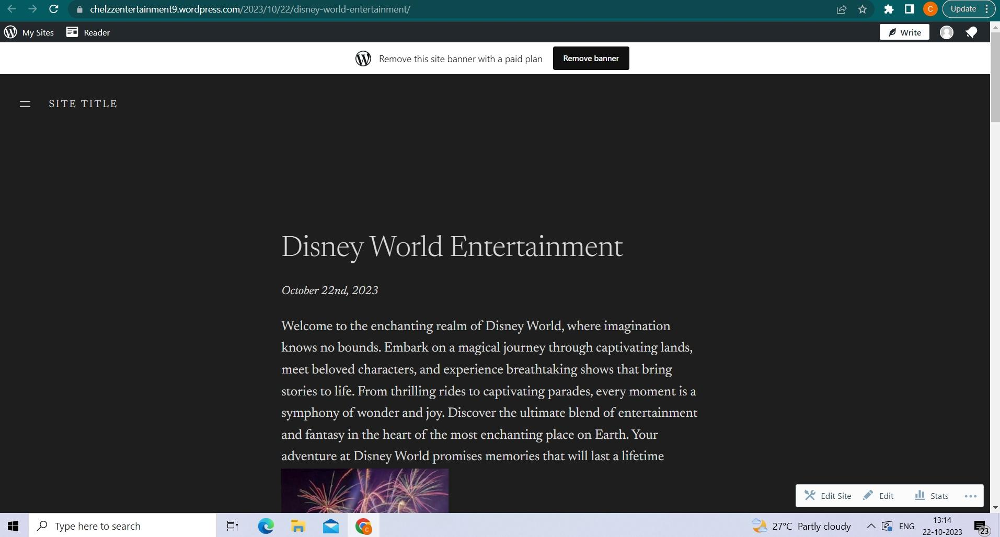 chelzzentertainment9.wordpress.com/2023/10/22/disney-world-entertainment/
C
Update
My Sites
Reader
Write
Remove this site banner with a paid plan
Remove banner
SITE TITLE
Disney World Entertainment
October 22nd, 2023
Welcome to the enchanting realm of Disney World, where imagination
knows no bounds. Embark on a magical journey through captivating lands,
meet beloved characters, and experience breathtaking shows that bring
stories to life. From thrilling rides to captivating parades, every moment is a
symphony of wonder and joy. Discover the ultimate blend of entertainment
and fantasy in the heart of the most enchanting place on Earth. Your
adventure at Disney World promises memories that will last a lifetime
Edit Site
Edit
Stats
Type here to search
C
27°C Partly cloudy
ENG
13:14
22-10-2023
23